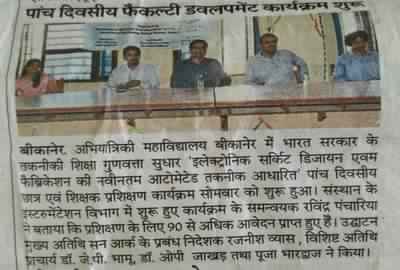 पांच दिवसीय फैकल्टी डवलपमेंट कार्यक्रम शुरू
बीकानेर. अभियांत्रिकी महाविद्यालय बीकानेर में भारत सरकार के
तकनीकी शिक्षा गुणवत्ता सुधार 'इलेक्ट्रोनिक सर्किट डिजायन एवम
फैब्रिकेशन की नवीनतम आटोमेटेड तकनीक आधारित' पांच दिवसीय
छात्र एवं शिक्षक प्रशिक्षण कार्यक्रम सोमवार को शुरू हुआ। संस्थान के
इंस्टरुमेंटेशन विभाग में शुरू हुए कार्यक्रम के समन्वयक रविंद्र पंचारिया
ने बताया कि प्रशिक्षण के लिए 90 से अधिक आवेदन प्राप्त हुए है। उद्घाटन
मुख्य अतिथि सन आर्क के प्रबंध निदेशक रजनीश व्यास , विशिष्ट अतिथि
प्राचार्य डॉ. जे.पी. भामू, डॉ. ओपी जाखड़ तथा पूजा भारद्वाज ने किया।